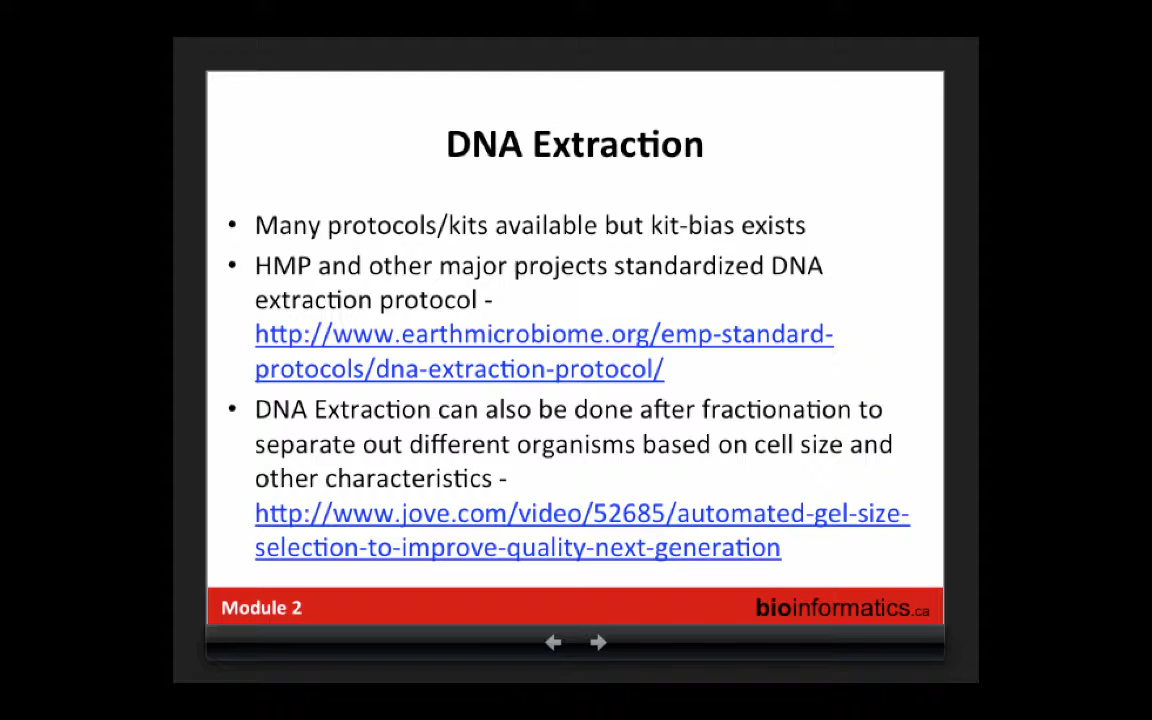 DNA Extraction
• Many protocols/kits available but kit-bias exists
• HMP and other major projects standardized DNA
extraction protocol -
http://www.earthmicrobiome.org/emp-standard-
protocols/dna-extraction-protocol/
• DNA Extraction can also be done after fractionation to
separate out different organisms based on cell size and
other characteristics -
http://www.jove.com/video/52685/automated-gel-size-
selection-to-improve-quality-next-generation
Module 2
bioinformatics.ca